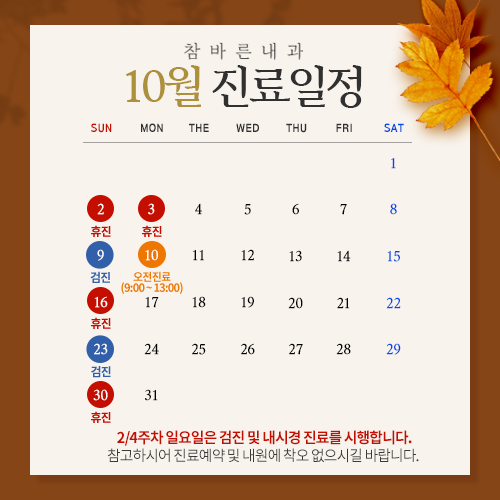 참바른내과
10월 진료일정
SUN MON THE WED THU FRI SAT
1
2 3 4 5 6 7 8
휴진 휴진
9 10 11 12 13 14 15
검진 오전진료
(9:00 ~ 13:00)
16 17 18 19 20 21 22
휴진
23 24 25 26 27 28 29
검진
30 31
휴진
2/4주차 일요일은 검진 및 내시경 진료를 시행합니다.
참고하시어 진료예약 및 내원에 착오 없으시길 바랍니다.